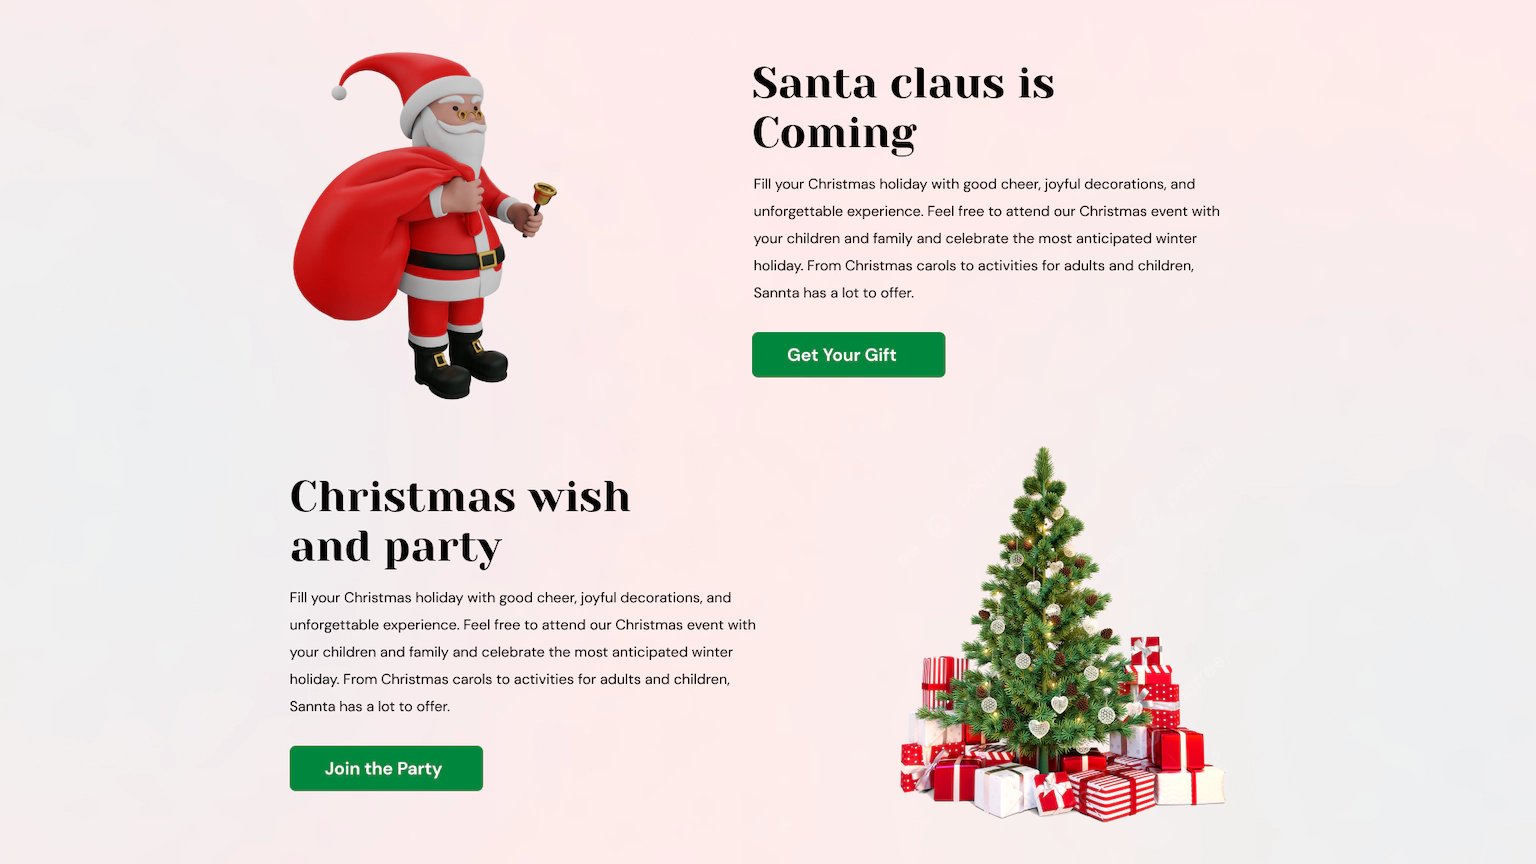 Santa claus is
Coming
Fill your Christmas holiday with good cheer, joyful decorations, and
unforgettable experience. Feel free to attend our Christmas event with
your children and family and celebrate the most anticipated winter
holiday. From Christmas carols to activities for adults and children,
Sannta has a lot to offer.
Get Your Gift
Christmas wish
and party
Fill your Christmas holiday with good cheer, joyful decorations, and
unforgettable experience. Feel free to attend our Christmas event with
your children and family and celebrate the most anticipated winter
holiday. From Christmas carols to activities for adults and children,
Sannta has a lot to offer.
Join the Party